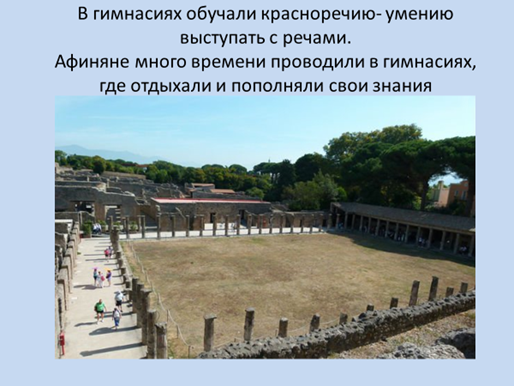 В гимнасиях обучали красноречию- умению
выступать с речами.
Афиняне много времени проводили в гимнасиях,
где отдыхали и пополняли свои знания